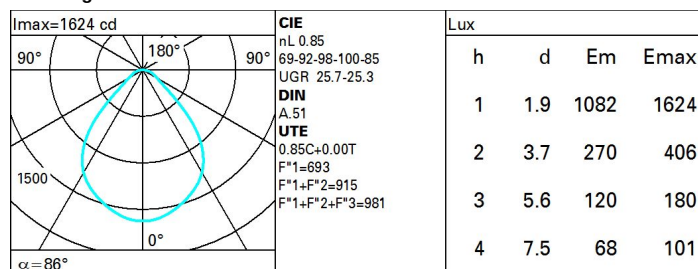 Imax=1624 cd
90°
180°
90°
1500
0°
α=86°
CIE
nL 0.85
69-92-98-100-85
UGR 25.7-25.3
DIN
A.51
UTE
0.85C+0.00T
F"1=693
F"1+F"2=915
F"1+F"2+F"3=981
Lux
h d Em Emax
1 1.9 1082 1624
2 3.7 270 406
3 5.6 120 180
4 7.5 68 101